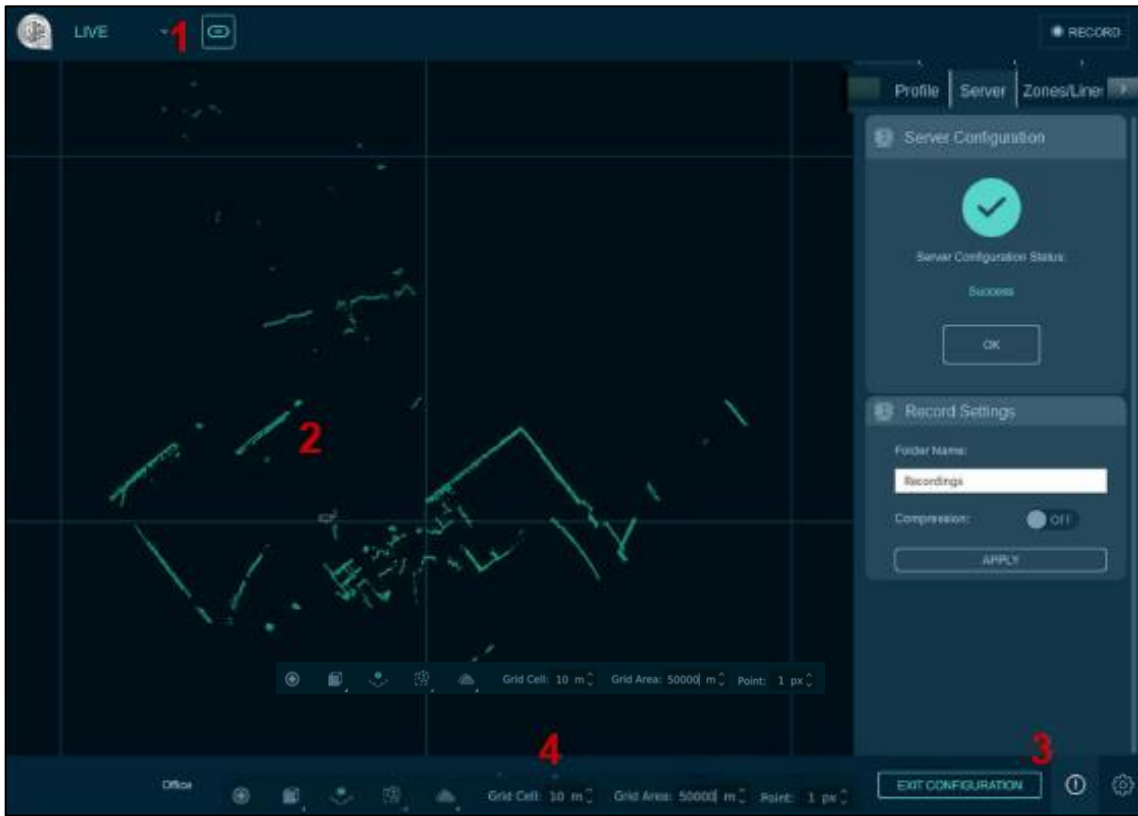 LIVE
1
RECORD
Profile
Server
Zones/Lines
Server Configuration
Server Configuration Status:
Success
OK
2
Record Settings
Folder Name:
Recordings
Compression:
OFF
APPLY
Grid Cell: 10 m
Grid Area: 50000 m
Point: 1 px
4
3
Office
Grid Cell: 10 m
Grid Area: 50000 m
Point: 1 px
EXIT CONFIGURATION